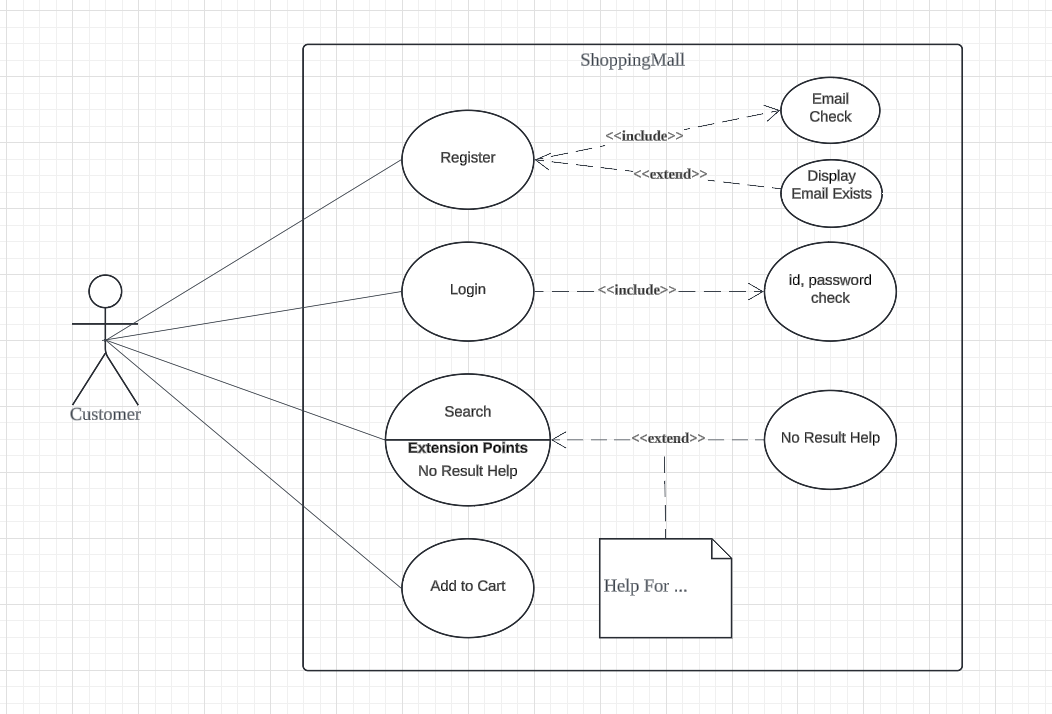 ShoppingMall
Email
Check
<<include>>
Register
<<extend>>
Display
Email Exists
Login
<<include>>
id, password
check
Customer
Search
Extension Points
No Result Help
<<extend>>
No Result Help
Add to Cart
Help For ...